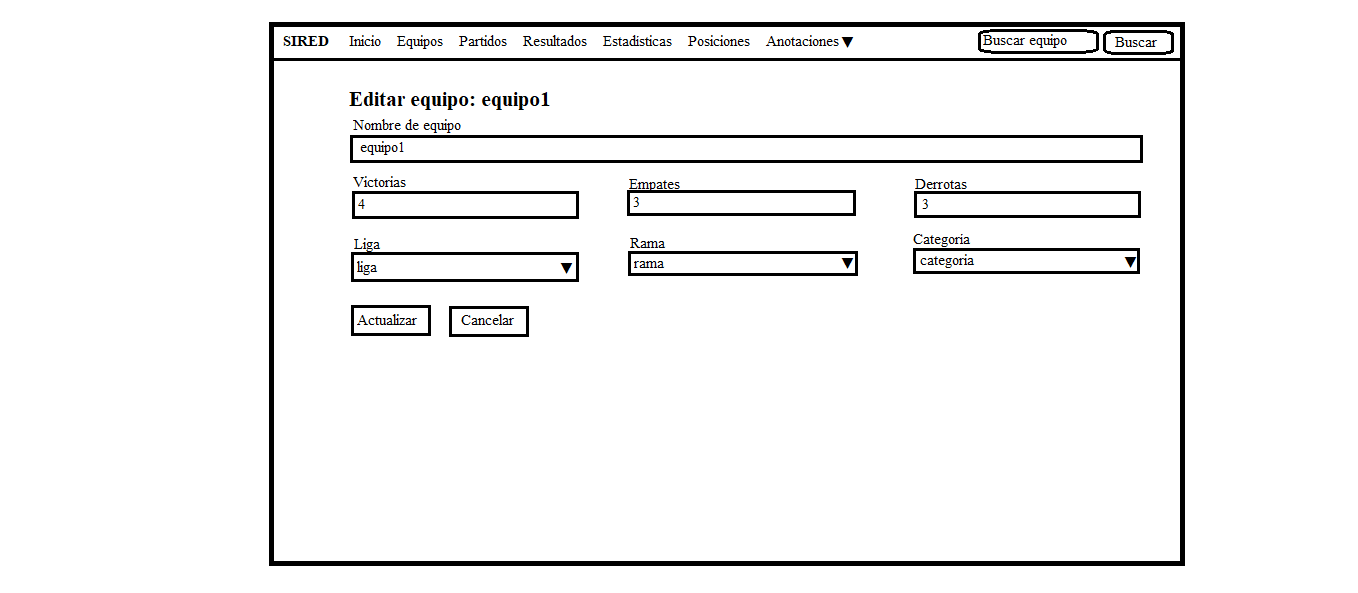 SIRED Inicio Equipos Partidos Resultados Estadisticas Posiciones Anotaciones▼ Buscar equipo Buscar
Editar equipo: equipo1
Nombre de equipo
equipo1
Victorias Empates Derrotas
4 3 3
Liga Rama Categoria
liga ▼ rama ▼ categoria ▼
Actualizar Cancelar